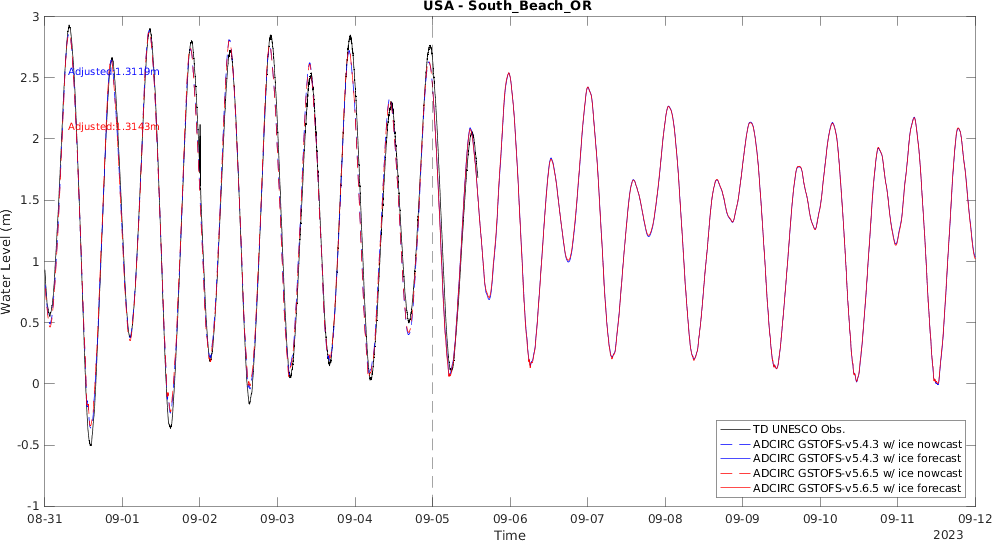 USA - South_Beach_OR
3
2.5
2
1.5
1
0.5
0
-0.5
-1
Water Level (m)
Adjusted:1.3119m
Adjusted:1.3143m
TD UNESCO Obs.
ADCIRC GSTOFS-v5.4.3 w/ ice nowcast
ADCIRC GSTOFS-v5.4.3 w/ ice forecast
ADCIRC GSTOFS-v5.6.5 w/ ice nowcast
ADCIRC GSTOFS-v5.6.5 w/ ice forecast
08-31 09-01 09-02 09-03 09-04 09-05 09-06 09-07 09-08 09-09 09-10 09-11 09-12
Time
2023